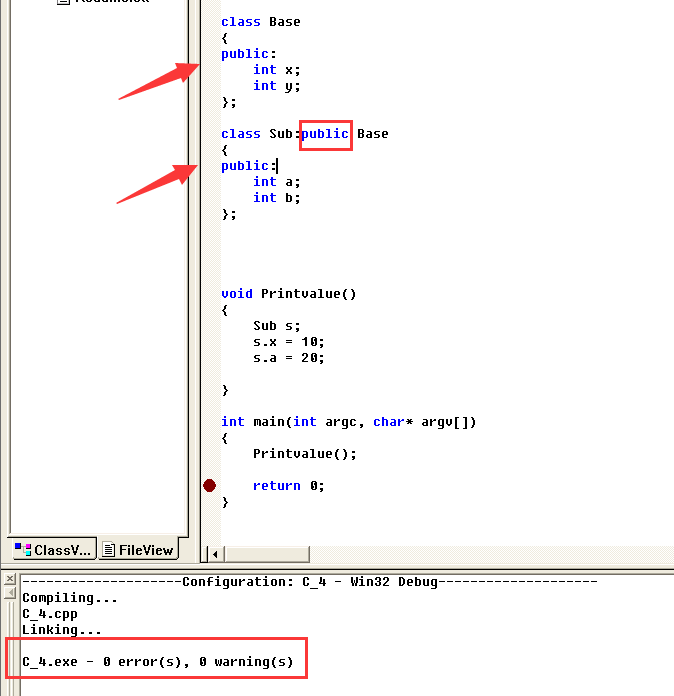 class Base
{
public:
    int x;
    int y;
};
class Sub:public Base
{
public:
    int a;
    int b;
};
void Printvalue()
{
    Sub s;
    s.x = 10;
    s.a = 20;
}
int main(int argc, char* argv[])
{
    Printvalue();
    return 0;
}
ClassV... FileView
--------------------Configuration: C_4 - Win32 Debug--------------------
Compiling...
C_4.cpp
Linking...
C_4.exe - 0 error(s), 0 warning(s)